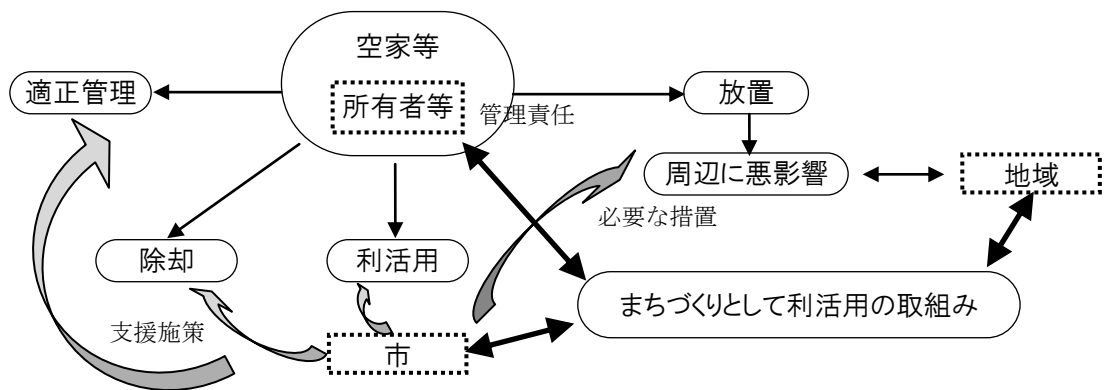 空家等
適正管理
所有者等
管理責任
放置
周辺に悪影響
地域
必要な措置
除却
利活用
まちづくりとして利活用の取組み
支援施策
市